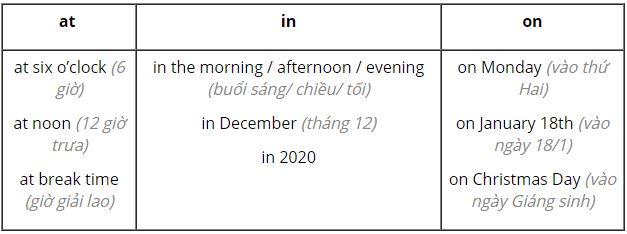 at
in
on
at six o’clock (6
giờ)
at noon (12 giờ
trưa)
at break time
(giờ giải lao)
in the morning / afternoon / evening
(buổi sáng/ chiều/ tối)
in December (tháng 12)
in 2020
on Monday (vào thứ
Hai)
on January 18th (vào
ngày 18/1)
on Christmas Day (vào
ngày Giáng sinh)